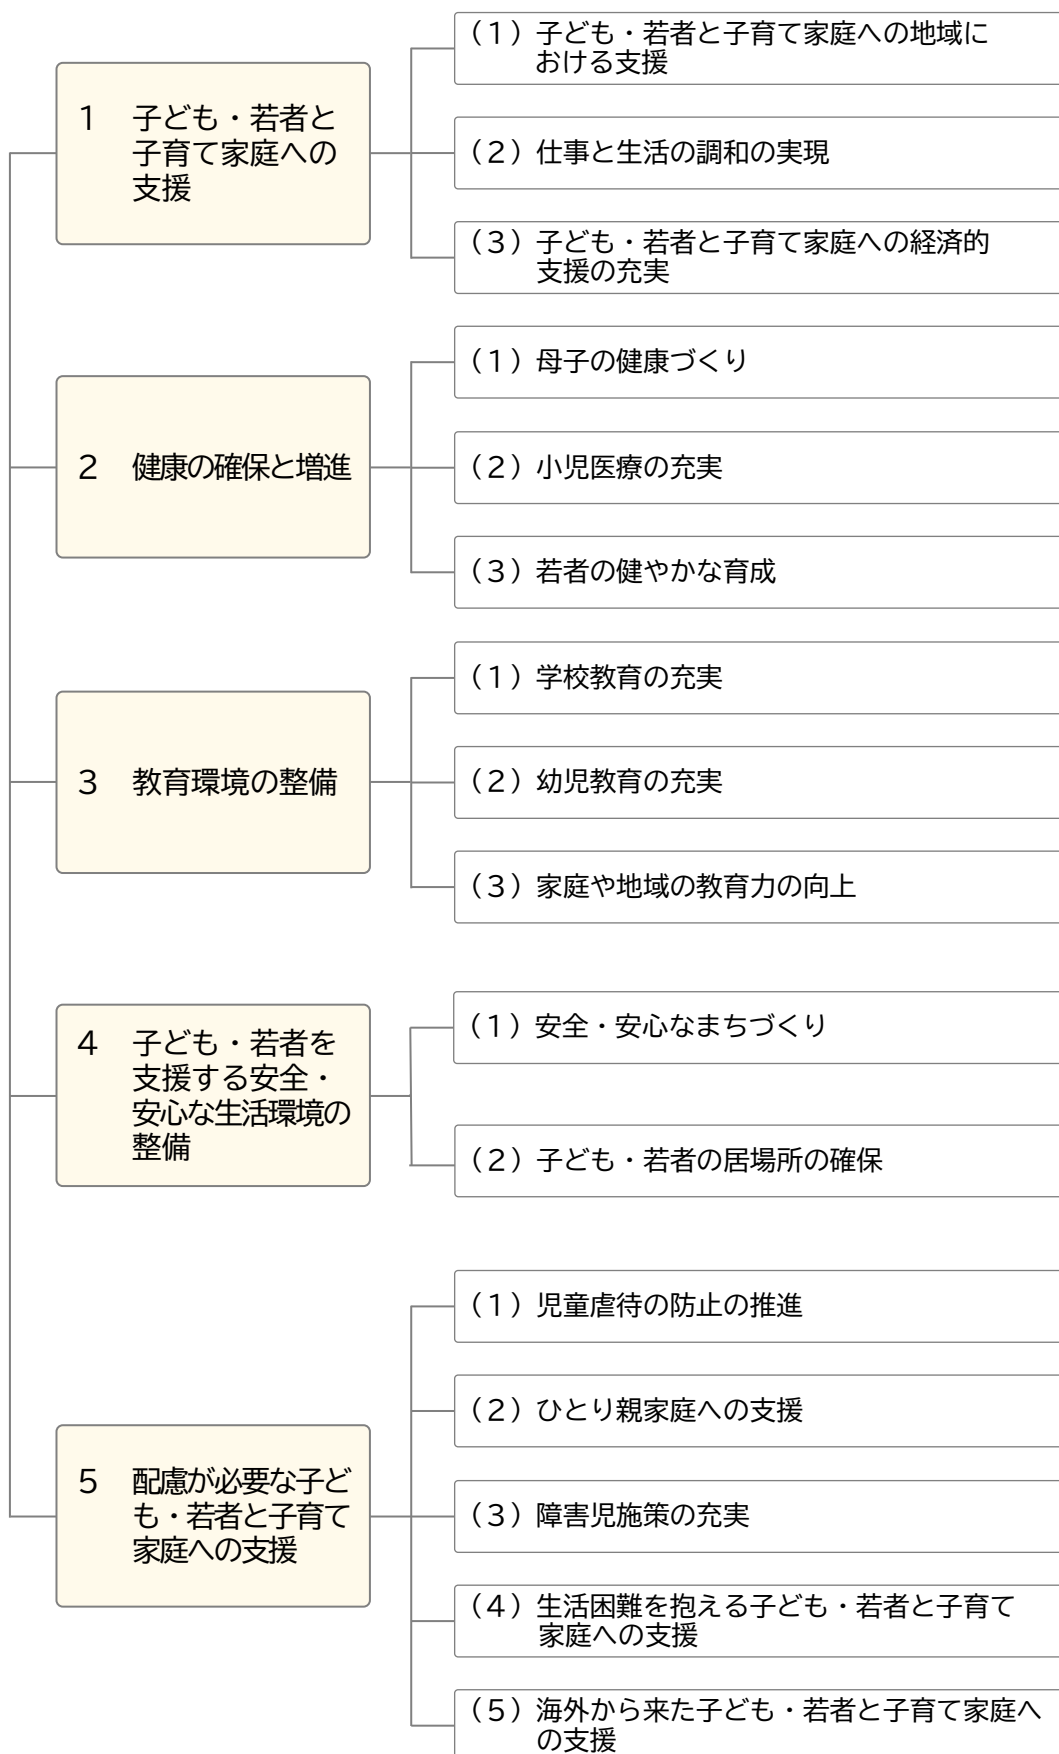 1 子ども・若者と
子育て家庭への
支援
(1) 子ども・若者と子育て家庭への地域に
おける支援
(2) 仕事と生活の調和の実現
(3) 子ども・若者と子育て家庭への経済的
支援の充実
2 健康の確保と増進
(1) 母子の健康づくり
(2) 小児医療の充実
(3) 若者の健やかな育成
3 教育環境の整備
(1) 学校教育の充実
(2) 幼児教育の充実
(3) 家庭や地域の教育力の向上
4 子ども・若者を
支援する安全・
安心な生活環境の
整備
(1) 安全・安心なまちづくり
(2) 子ども・若者の居場所の確保
5 配慮が必要な子ど
も・若者と子育て
家庭への支援
(1) 児童虐待の防止の推進
(2) ひとり親家庭への支援
(3) 障害児施策の充実
(4) 生活困難を抱える子ども・若者と子育て
家庭への支援
(5) 海外から来た子ども・若者と子育て家庭へ
の支援